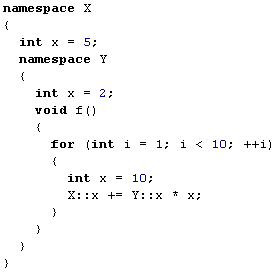 namespace X
{
  int x = 5;
  namespace Y
  {
    int x = 2;
    void f()
    {
      for (int i = 1; i < 10; ++i)
      {
        int x = 10;
        X::x += Y::x * x;
      }
    }
  }
}